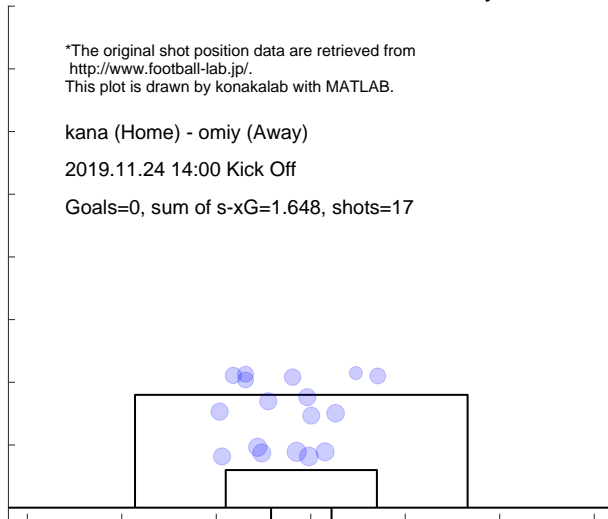 *The original shot position data are retrieved from
http://www.football-lab.jp/.
This plot is drawn by konakalab with MATLAB.
kana (Home) - omiy (Away)
2019.11.24 14:00 Kick Off
Goals=0, sum of s-xG=1.648, shots=17